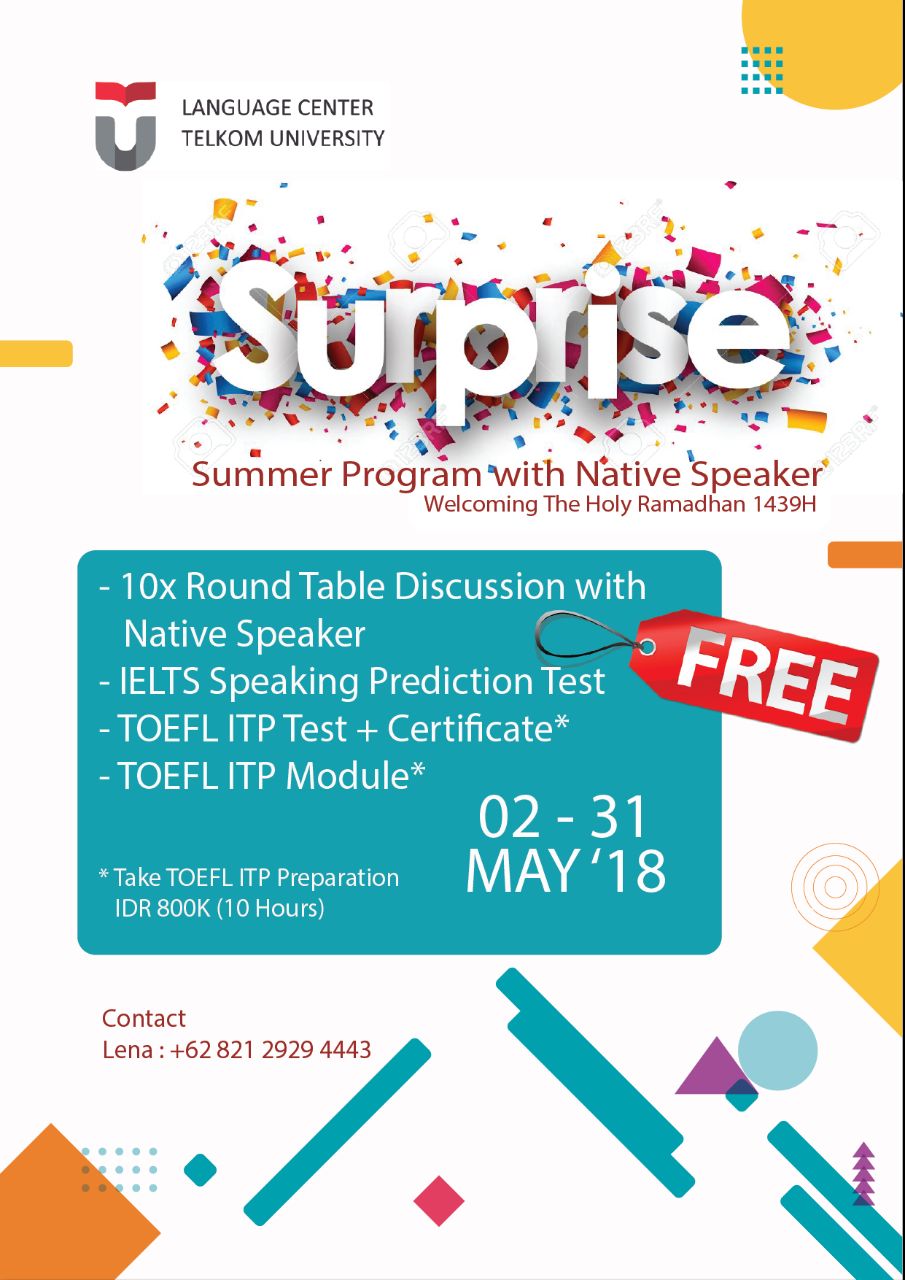 LANGUAGE CENTER
TELKOM UNIVERSITY
Surprise
Summer Program with Native Speaker
Welcoming The Holy Ramadhan 1439H
- 10x Round Table Discussion with
Native Speaker
- IELTS Speaking Prediction Test
- TOEFL ITP Test + Certificate*
- TOEFL ITP Module*
FREE
02 - 31
MAY ‘18
* Take TOEFL ITP Preparation
IDR 800K (10 Hours)
Contact
Lena : +62 821 2929 4443